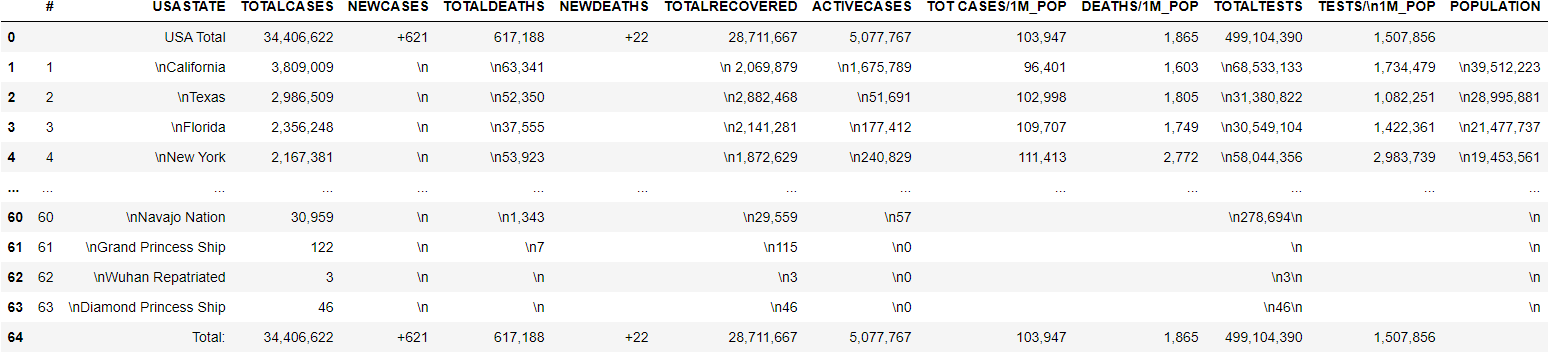 # USASTATE TOTALCASES NEWCASES TOTALDEATHS NEWDEATHS TOTALRECOVERED ACTIVECASES TOT CASES/1M_POP DEATHS/1M_POP TOTALTESTS TESTS/\n1M_POP POPULATION
0 USA Total 34,406,622 +621 617,188 +22 28,711,667 5,077,767 103,947 1,865 499,104,390 1,507,856
1 1 \nCalifornia 3,809,009 \n \n63,341 \n 2,069,879 \n1,675,789 96,401 1,603 \n68,533,133 1,734,479 \n39,512,223
2 2 \nTexas 2,986,509 \n \n52,350 \n2,882,468 \n51,691 102,998 1,805 \n31,380,822 1,082,251 \n28,995,881
3 3 \nFlorida 2,356,248 \n \n37,555 \n2,141,281 \n177,412 109,707 1,749 \n30,549,104 1,422,361 \n21,477,737
4 4 \nNew York 2,167,381 \n \n53,923 \n1,872,629 \n240,829 111,413 2,772 \n58,044,356 2,983,739 \n19,453,561
... ... ... ... ... ... ... ... ... ... ... ... ... ...
60 60 \nNavajo Nation 30,959 \n \n1,343 \n29,559 \n57 \n278,694\n \n
61 61 \nGrand Princess Ship 122 \n \n7 \n115 \n0 \n \n
62 62 \nWuhan Repatriated 3 \n \n \n3 \n0 \n3\n \n
63 63 \nDiamond Princess Ship 46 \n \n \n46 \n0 \n46\n \n
64 Total: 34,406,622 +621 617,188 +22 28,711,667 5,077,767 103,947 1,865 499,104,390 1,507,856